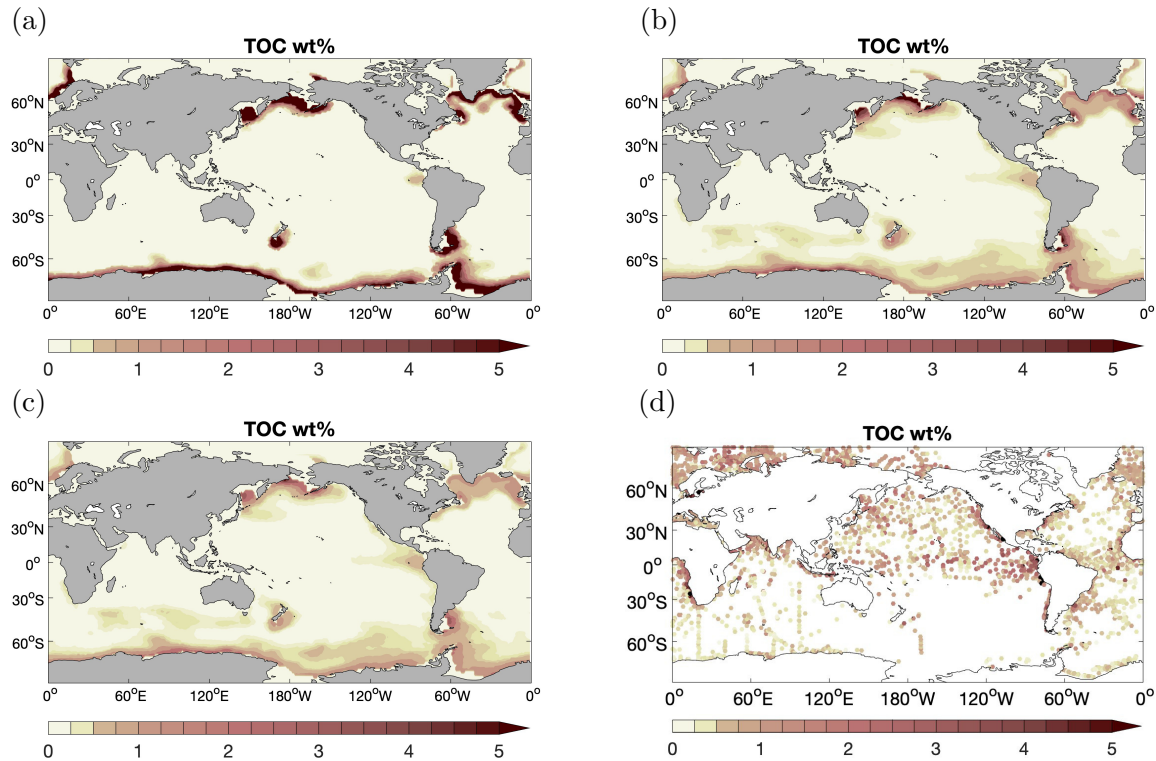 (a) (b)
TOC wt% TOC wt%
60°N 60°N
30°N 30°N
0° 0°
30°S 30°S
60°S 60°S
0° 60°E 120°E 180°W 120°W 60°W 0° 60°E 120°E 180°W 120°W 60°W 0°
0 1 2 3 4 5 0 1 2 3 4 5
(c) (d)
TOC wt% TOC wt%
60°N 60°N
30°N 30°N
0° 0°
30°S 30°S
60°S 60°S
0° 60°E 120°E 180°W 120°W 60°W 0° 0° 60°E 120°E 180°W 120°W 60°W 0°
0 1 2 3 4 5 0 1 2 3 4 5